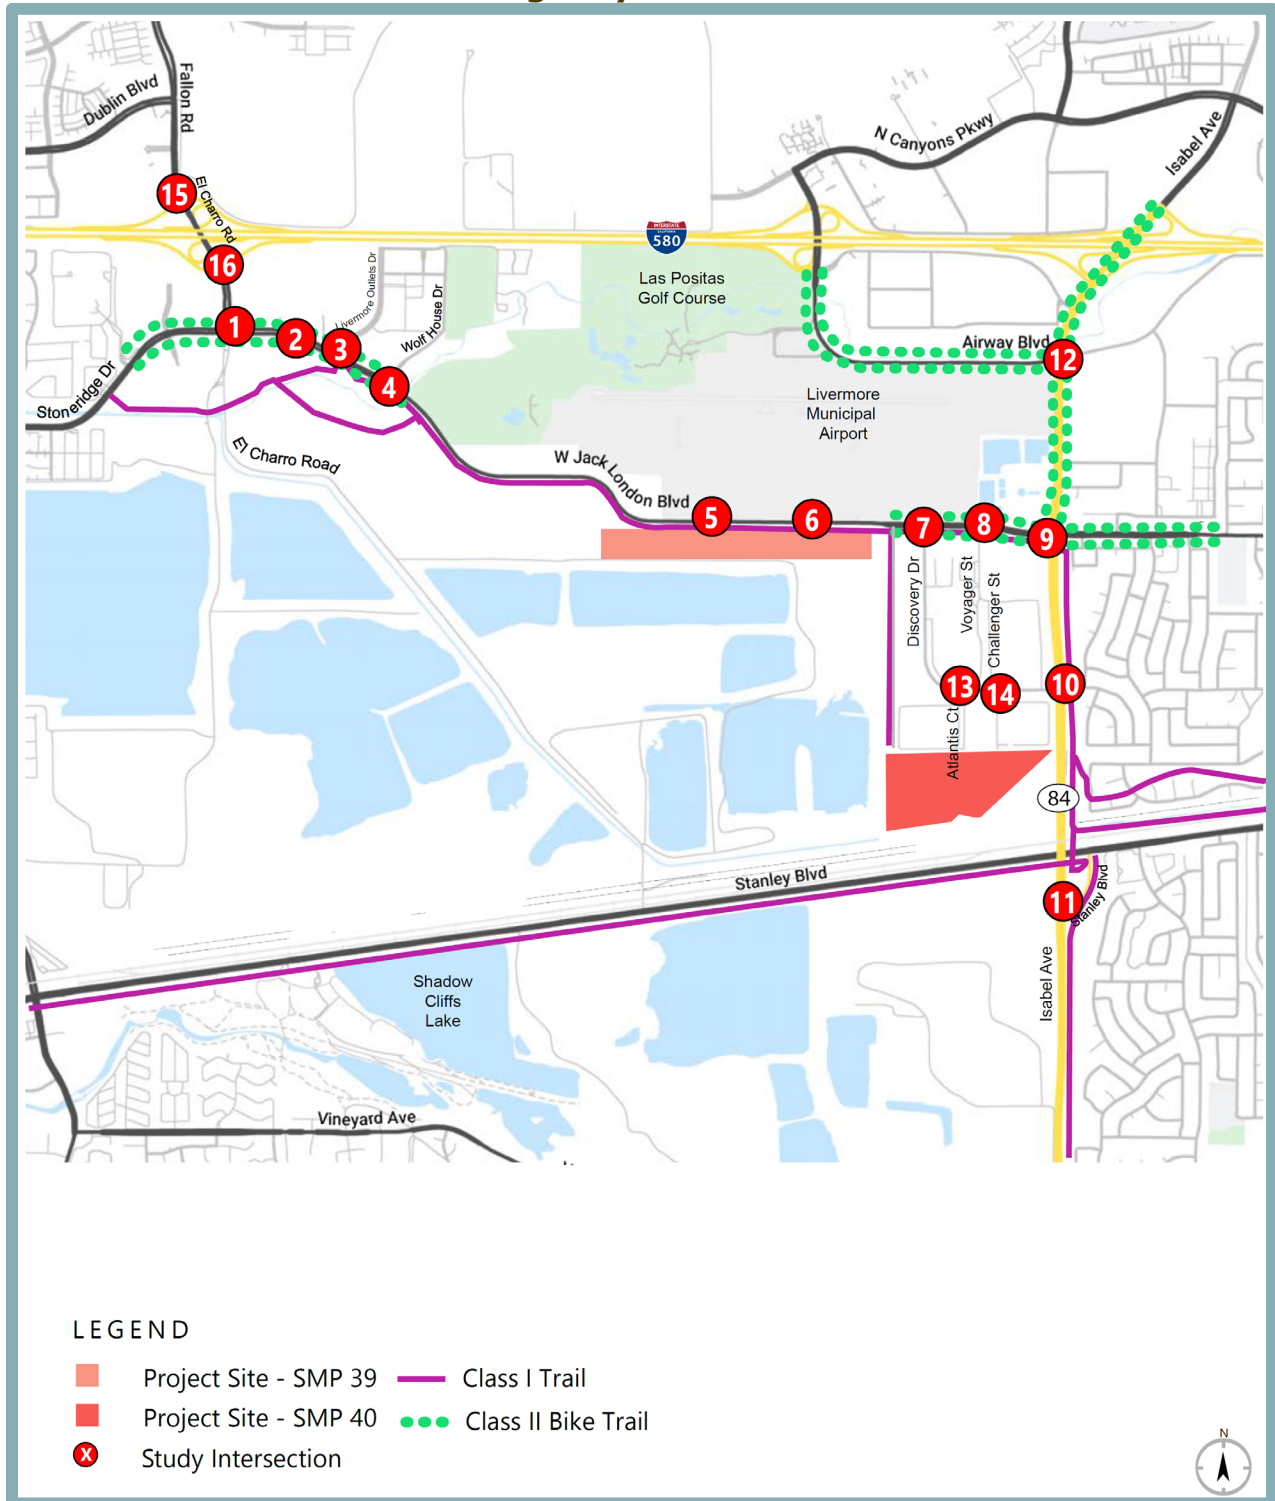 Dublin Blvd
Fallon Rd
N Canyons Pkwy
Isabel Ave
15
El Charro Rd
INTERSTATE
CALIFORNIA
580
16
Las Positas
Golf Course
Livermore Outlets Dr
Wolf House Dr
1
2
3
4
Airway Blvd
12
Stoneridge Dr
Livermore
Municipal
Airport
El Charro Road
W Jack London Blvd
5
6
7
8
9
Discovery Dr
Voyager St
Challenger St
13
14
10
Atlantis Ct
84
Stanley Blvd
11
Stanley Blvd
Isabel Ave
Shadow
Cliffs
Lake
Vineyard Ave
LEGEND
Project Site - SMP 39
Class I Trail
Project Site - SMP 40
Class II Bike Trail
X
Study Intersection
N